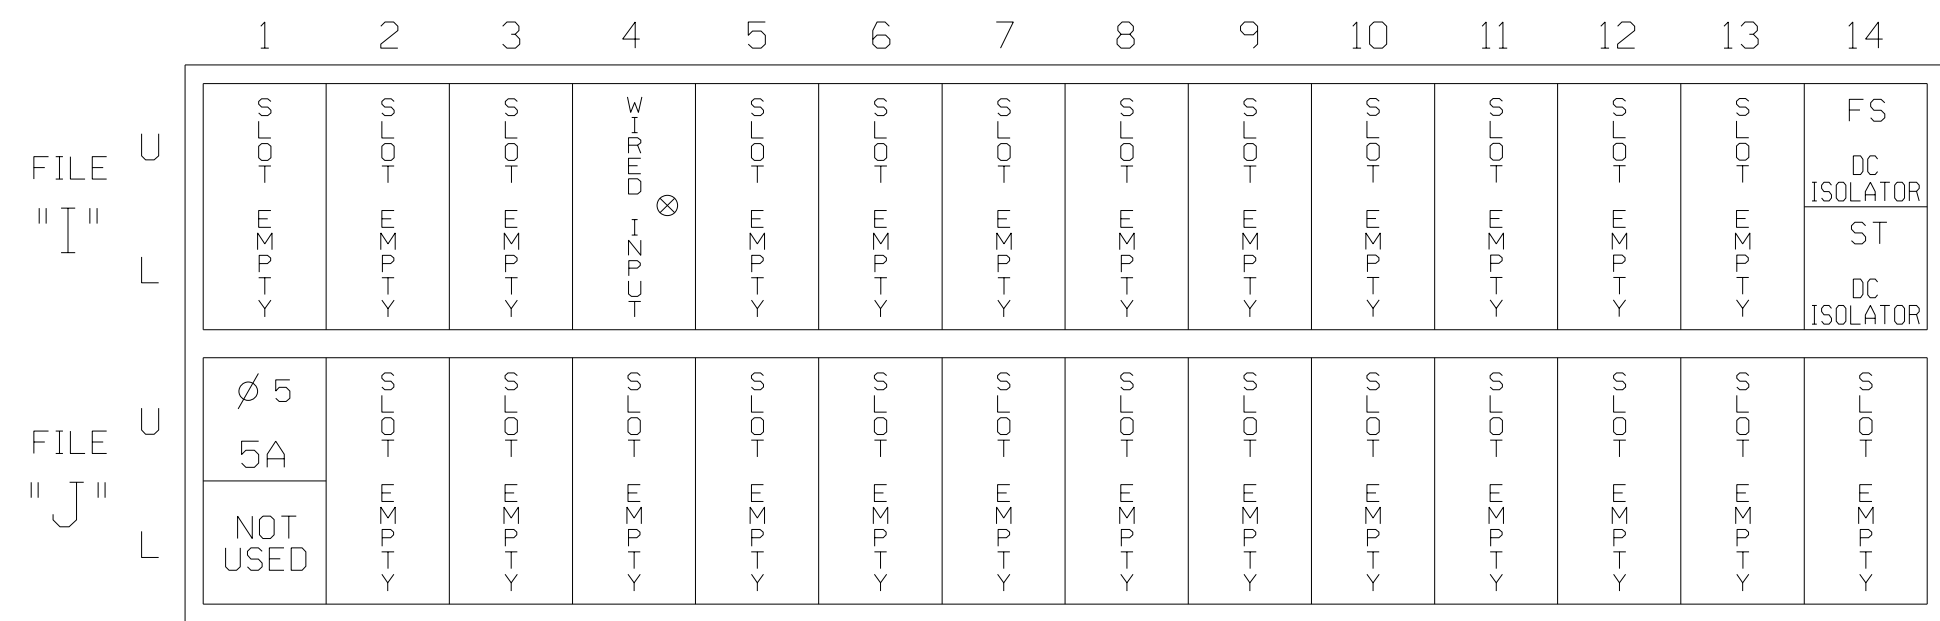 1 2 3 4 5 6 7 8 9 10 11 12 13 14
FILE "I"
U
L
SLOT EMPTY
SLOT EMPTY
SLOT EMPTY
WIRED INPUT
SLOT EMPTY
SLOT EMPTY
SLOT EMPTY
SLOT EMPTY
SLOT EMPTY
SLOT EMPTY
SLOT EMPTY
SLOT EMPTY
SLOT EMPTY
FS
DC
ISOLATOR
ST
DC
ISOLATOR
FILE "J"
U
L
Ø 5
5A
NOT
USED
SLOT EMPTY
SLOT EMPTY
SLOT EMPTY
SLOT EMPTY
SLOT EMPTY
SLOT EMPTY
SLOT EMPTY
SLOT EMPTY
SLOT EMPTY
SLOT EMPTY
SLOT EMPTY
SLOT EMPTY
SLOT EMPTY